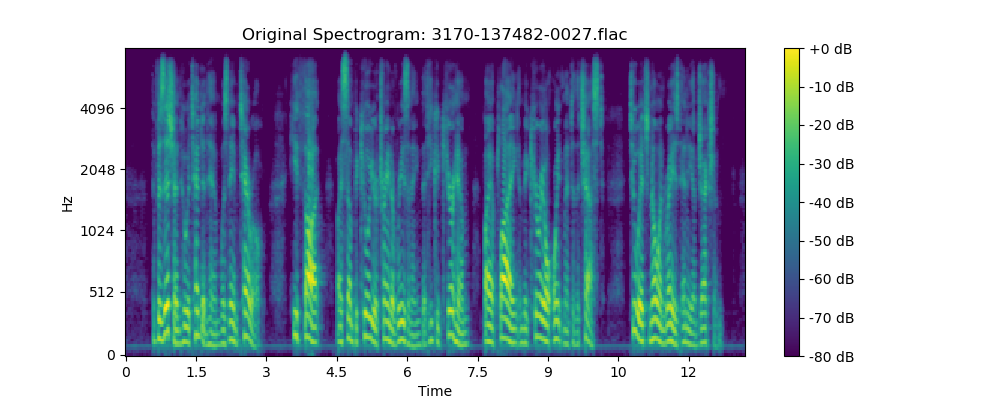 Original Spectrogram: 3170-137482-0027.flac
Hz
4096
2048
1024
512
0
0 1.5 3 4.5 6 7.5 9 10 12
Time
+0 dB
-10 dB
-20 dB
-30 dB
-40 dB
-50 dB
-60 dB
-70 dB
-80 dB